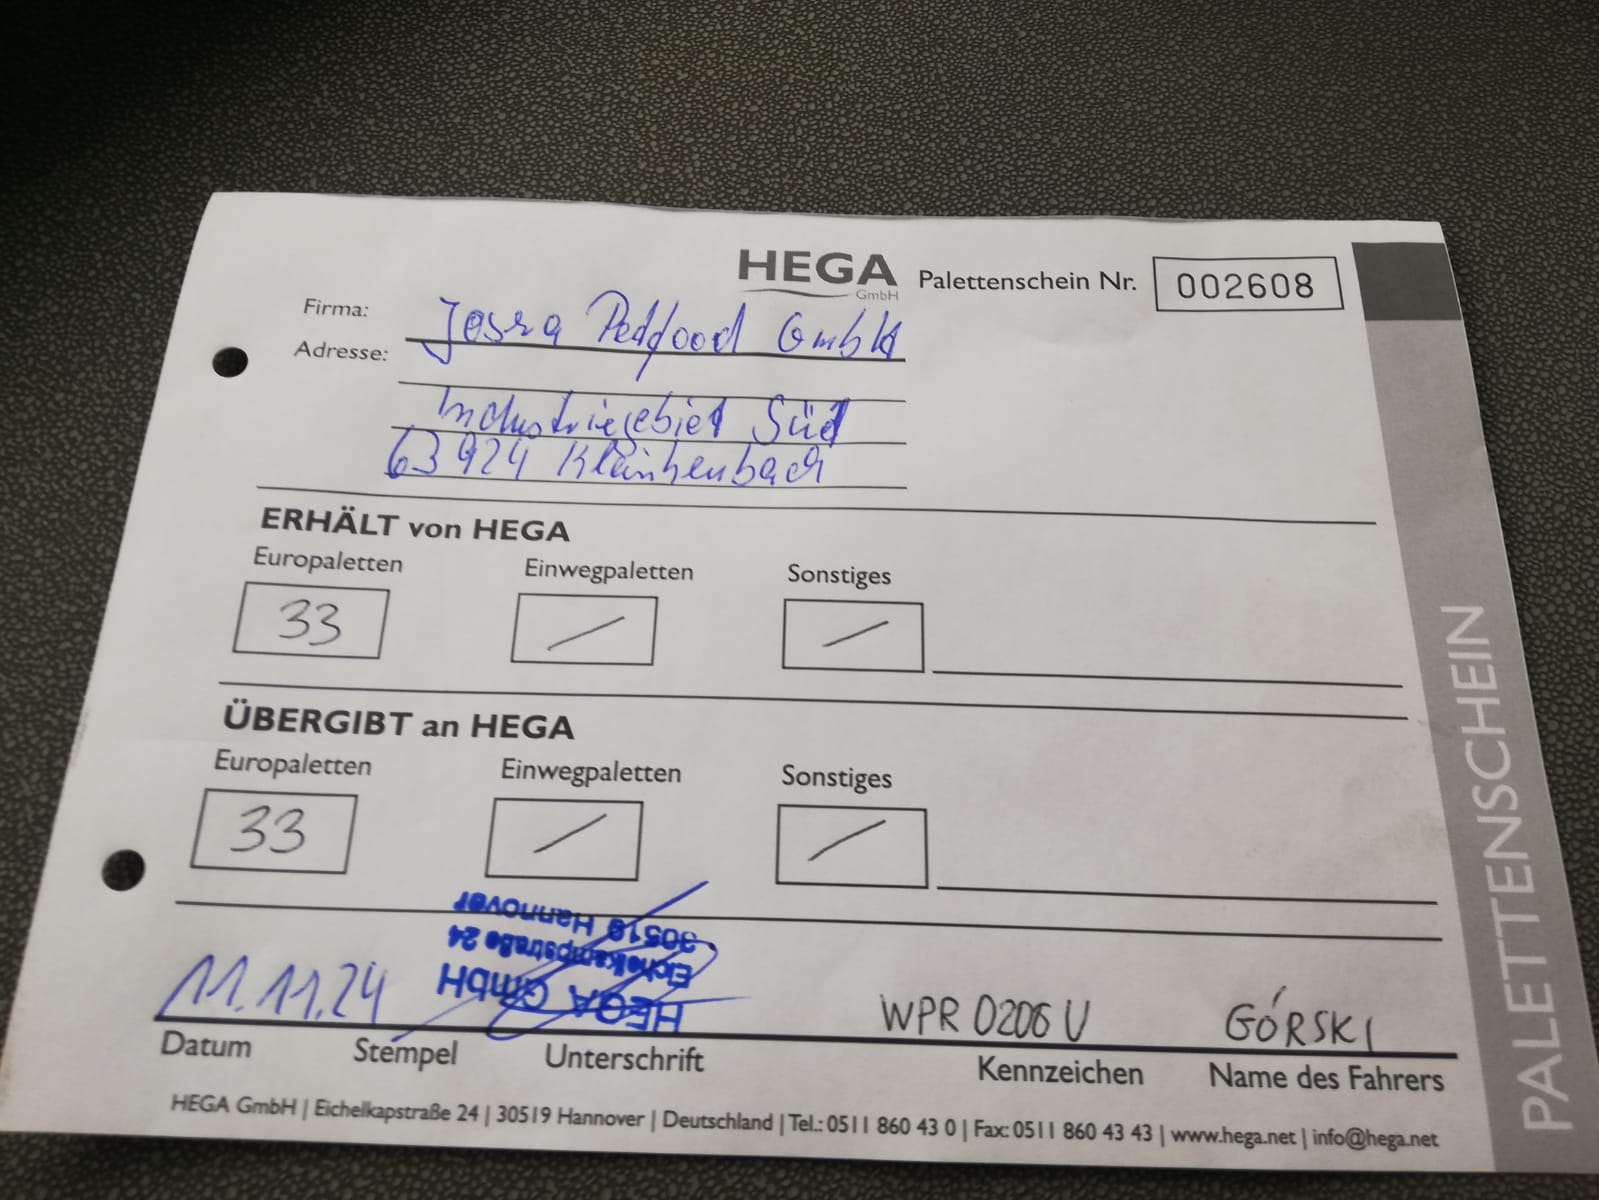 HEGA
GmbH
Palettenschein Nr. 002608
Firma: Josra Petfood GmbH
Adresse:
Industriegebiet Süd
63924 Kleinheubach
ERHÄLT von HEGA
Europaletten Einwegpaletten Sonstiges
33 / /
ÜBERGIBT an HEGA
Europaletten Einwegpaletten Sonstiges
33 / /
HEGA GmbH
Eichelkampstraße 24
30519 Hannover
11.11.24 WPR 0206 U GÓRSKI
Datum Stempel Unterschrift Kennzeichen Name des Fahrers
HEGA GmbH | Eichelkapstraße 24 | 30519 Hannover | Deutschland | Tel.: 0511 860 43 0 | Fax: 0511 860 43 43 | www.hega.net | info@hega.net
PALETTENSCHEIN